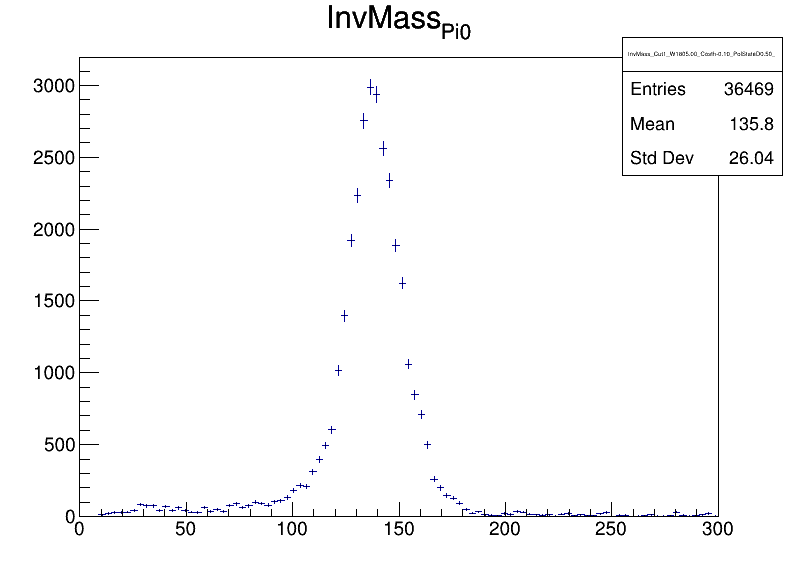 InvMass_Pi0
InvMass_Cut1_W1805.00_Costh-0.10_PolStateD0.50_
Entries 36469
Mean 135.8
Std Dev 26.04
3000
2500
2000
1500
1000
500
0
0 50 100 150 200 250 300